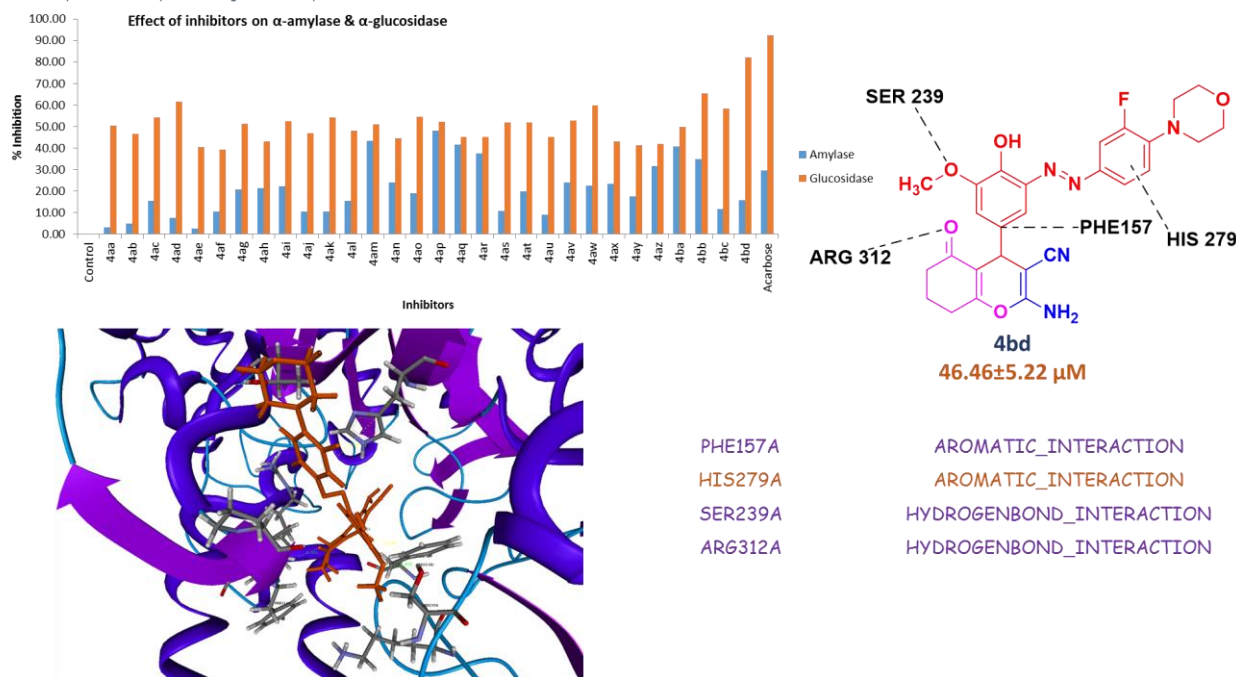 Effect of inhibitors on α-amylase & α-glucosidase
% Inhibition
100.00
90.00
80.00
70.00
60.00
50.00
40.00
30.00
20.00
10.00
0.00
Control
4aaa
4ab
4ac
4ad
4ae
4af
4ag
4ah
4ai
4aj
4ak
4al
4am
4an
4ao
4ap
4aq
4ar
4as
4at
4au
4av
4aw
4ax
4ay
4az
4ba
4bb
4bc
4bd
Acarbose
Inhibitors
Amylase
Glucosidase
SER 239
F
N
O
OH
O
H₃C
N
N
O
ARG 312
PHE157
HIS 279
CN
O
NH₂
4bd
46.46±5.22 µM
PHE157A AROMATIC_INTERACTION
HIS279A AROMATIC_INTERACTION
SER239A HYDROGENBOND_INTERACTION
ARG312A HYDROGENBOND_INTERACTION